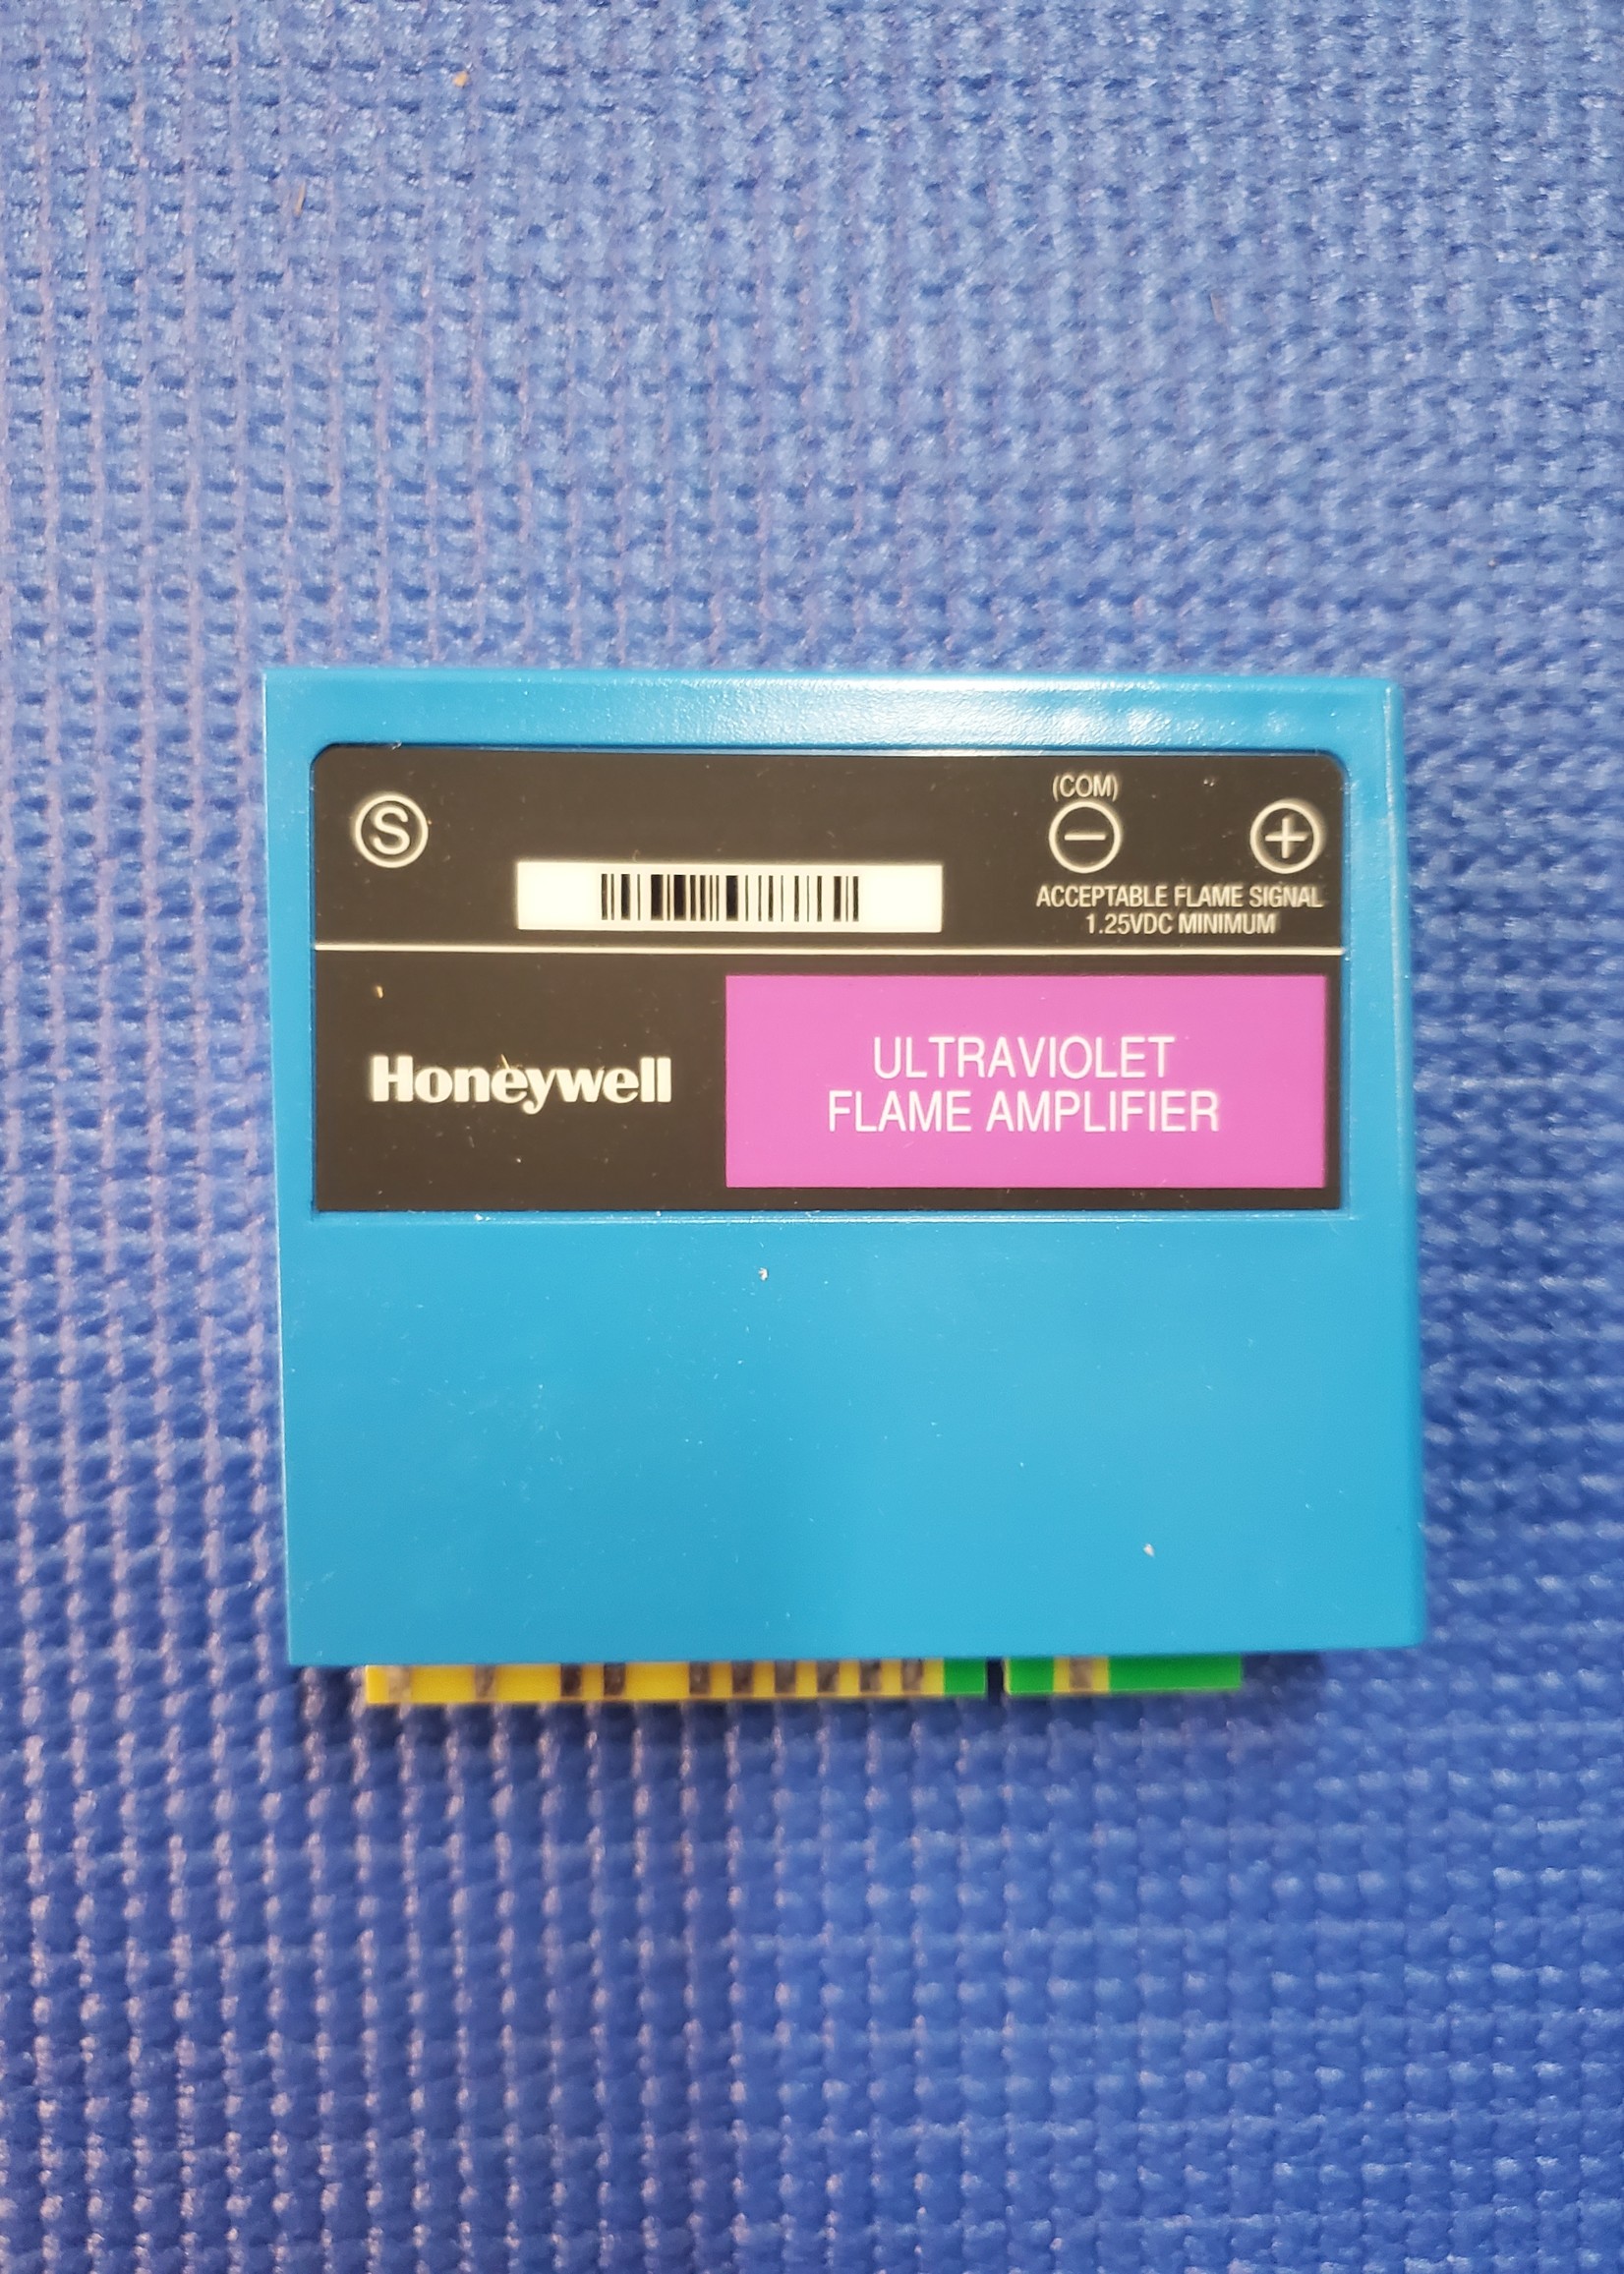 S
(COM)
− +
ACCEPTABLE FLAME SIGNAL
1.25VDC MINIMUM
Honeywell
ULTRAVIOLET
FLAME AMPLIFIER